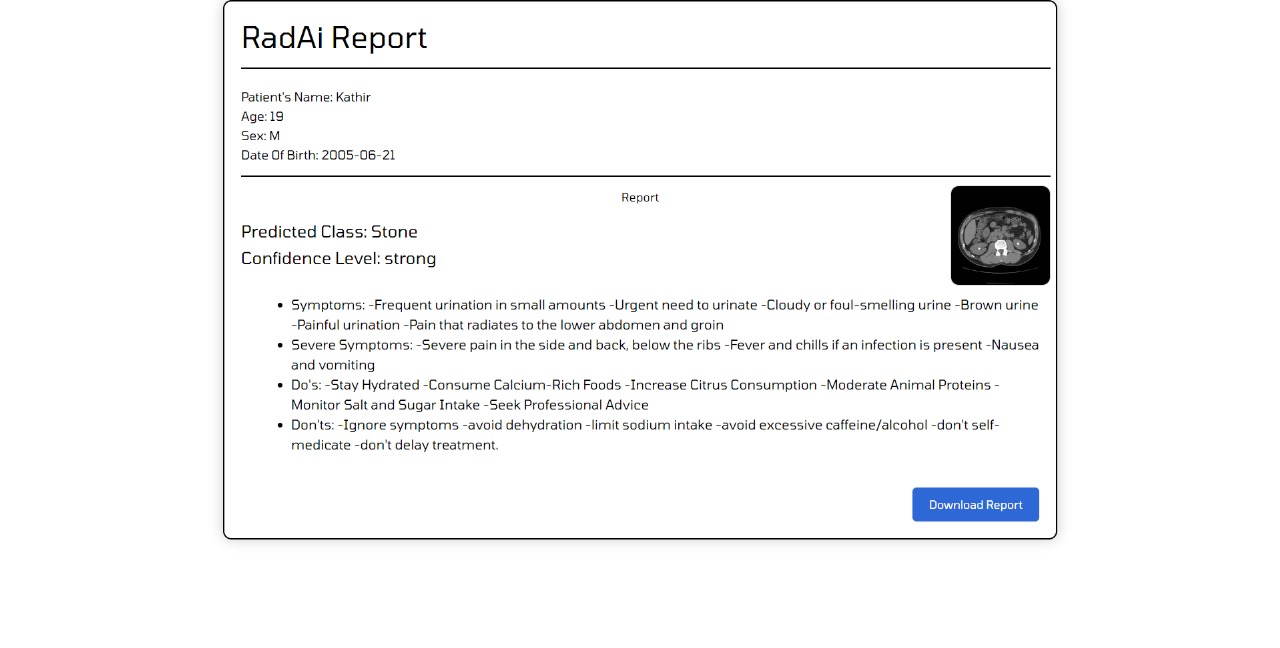 RadAi Report
Patient's Name: Kathir
Age: 19
Sex: M
Date Of Birth: 2005-06-21
Report
Predicted Class: Stone
Confidence Level: strong
• Symptoms: -Frequent urination in small amounts -Urgent need to urinate -Cloudy or foul-smelling urine -Brown urine
-Painful urination -Pain that radiates to the lower abdomen and groin
• Severe Symptoms: -Severe pain in the side and back, below the ribs -Fever and chills if an infection is present -Nausea
and vomiting
• Do's: -Stay Hydrated -Consume Calcium-Rich Foods -Increase Citrus Consumption -Moderate Animal Proteins -
Monitor Salt and Sugar Intake -Seek Professional Advice
• Don'ts: -Ignore symptoms -avoid dehydration -limit sodium intake -avoid excessive caffeine/alcohol -don't self-
medicate -don't delay treatment.
Download Report